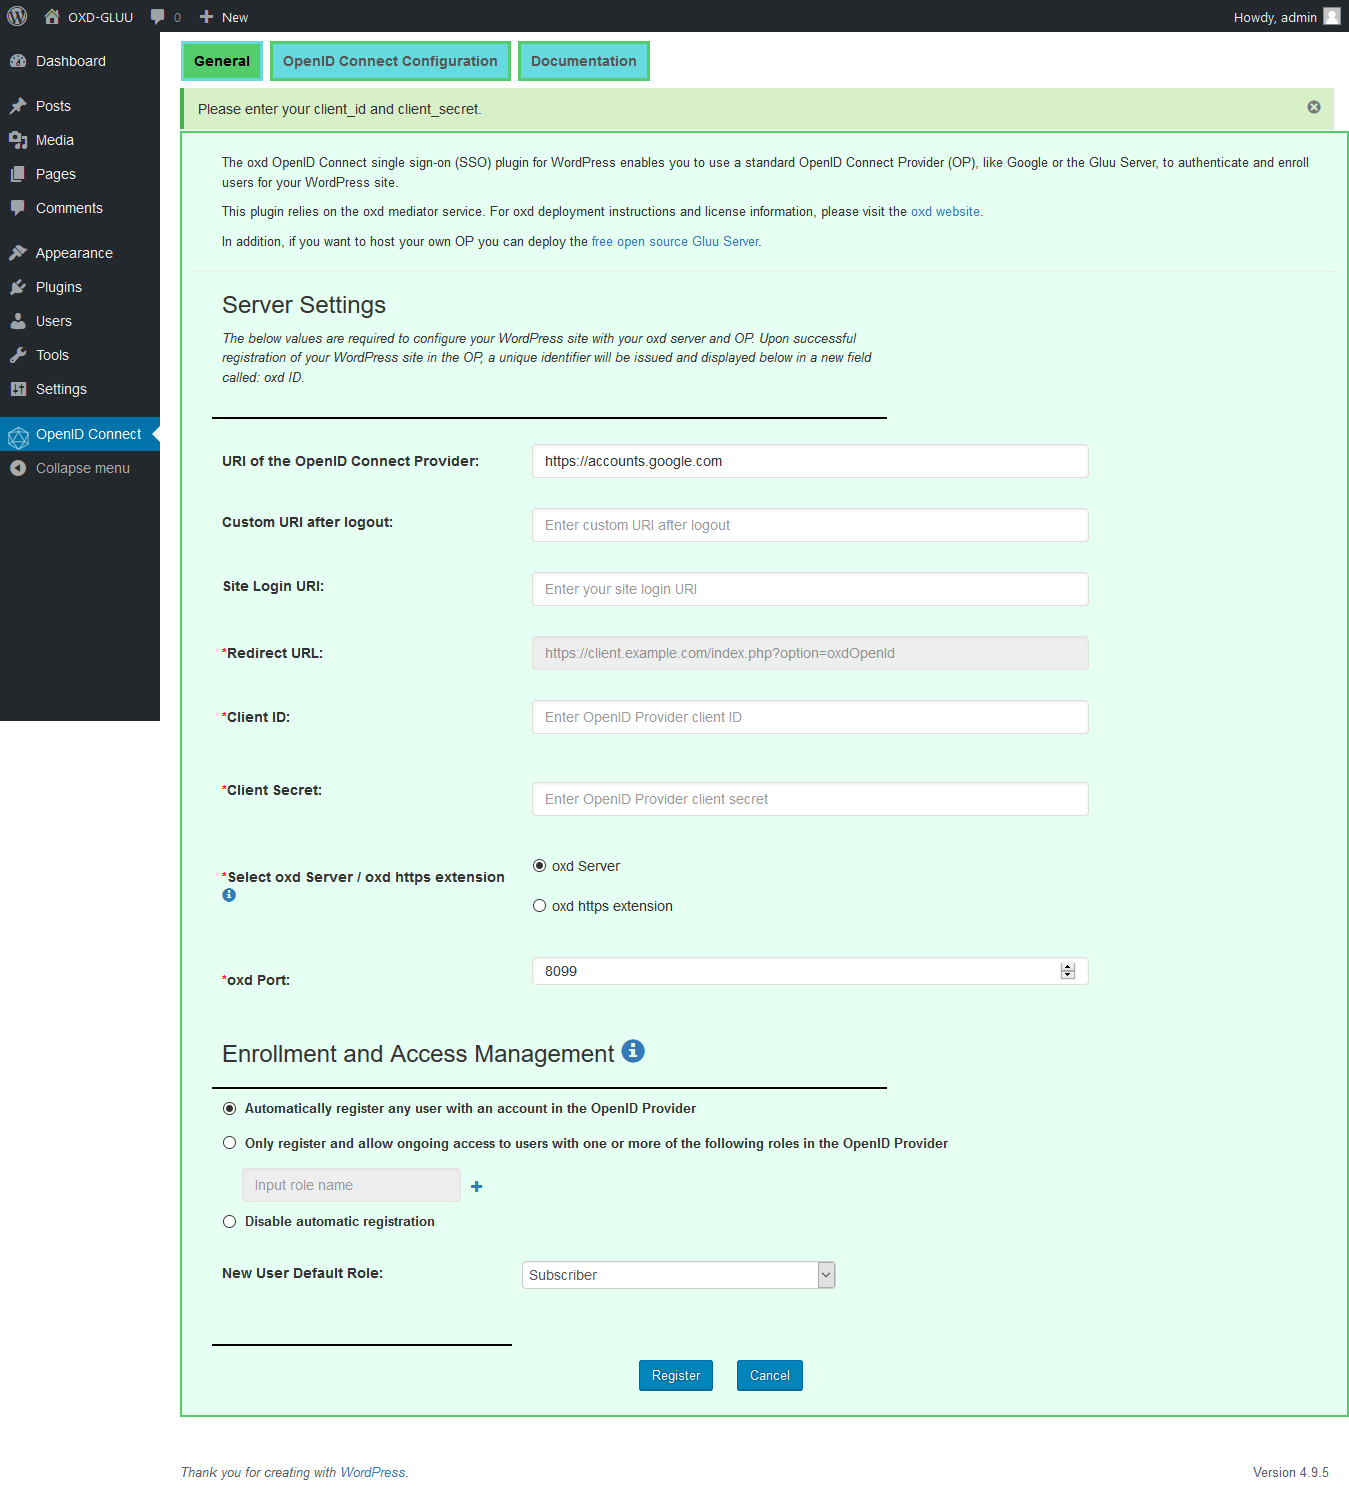 OXD-GLUU 0 New Howdy, admin
Dashboard
Posts
Media
Pages
Comments
Appearance
Plugins
Users
Tools
Settings
OpenID Connect
Collapse menu
General OpenID Connect Configuration Documentation
Please enter your client_id and client_secret.
The oxd OpenID Connect single sign-on (SSO) plugin for WordPress enables you to use a standard OpenID Connect Provider (OP), like Google or the Gluu Server, to authenticate and enroll
users for your WordPress site.
This plugin relies on the oxd mediator service. For oxd deployment instructions and license information, please visit the oxd website.
In addition, if you want to host your own OP you can deploy the free open source Gluu Server.
Server Settings
The below values are required to configure your WordPress site with your oxd server and OP. Upon successful
registration of your WordPress site in the OP, a unique identifier will be issued and displayed below in a new field
called: oxd ID.
URI of the OpenID Connect Provider: https://accounts.google.com
Custom URI after logout: Enter custom URI after logout
Site Login URI: Enter your site login URI
*Redirect URL: https://client.example.com/index.php?option=oxdOpenId
*Client ID: Enter OpenID Provider client ID
*Client Secret: Enter OpenID Provider client secret
*Select oxd Server / oxd https extension
oxd Server
oxd https extension
*oxd Port: 8099
Enrollment and Access Management
Automatically register any user with an account in the OpenID Provider
Only register and allow ongoing access to users with one or more of the following roles in the OpenID Provider
Input role name
Disable automatic registration
New User Default Role: Subscriber
Register Cancel
Thank you for creating with WordPress. Version 4.9.5